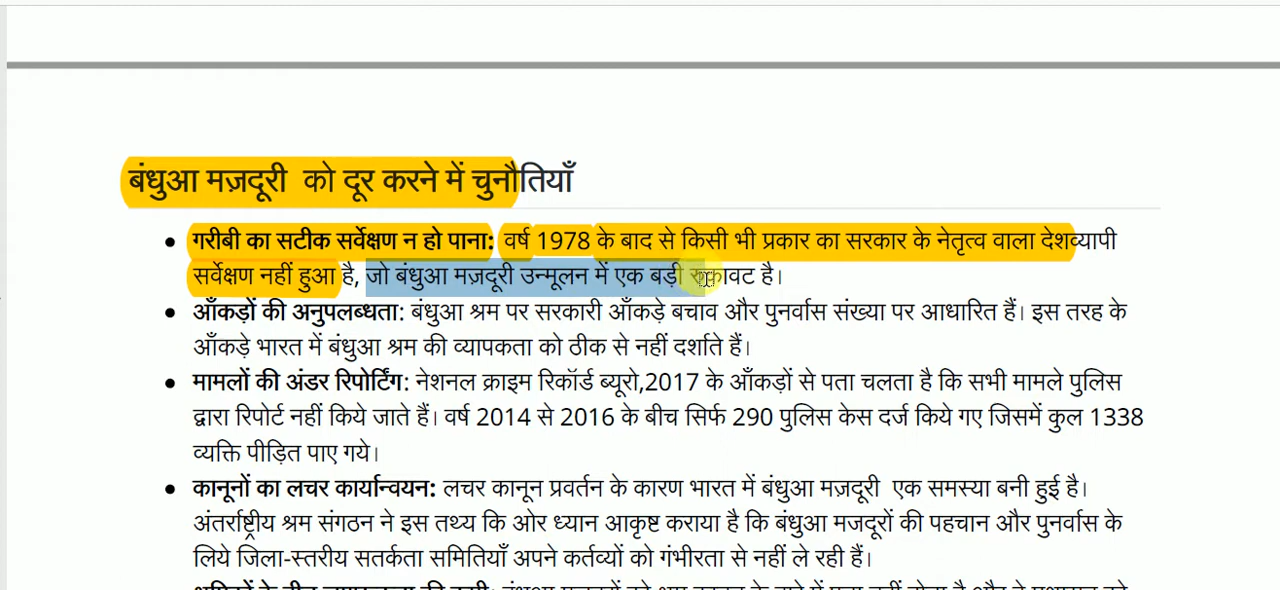 बंधुआ मज़दूरी को दूर करने में चुनौतियाँ
गरीबी का सटीक सर्वेक्षण न हो पाना: वर्ष 1978 के बाद से किसी भी प्रकार का सरकार के नेतृत्व वाला देशव्यापी
सर्वेक्षण नहीं हुआ है, जो बंधुआ मज़दूरी उन्मूलन में एक बड़ी रुकावट है।
आँकड़ों की अनुपलब्धता: बंधुआ श्रम पर सरकारी आँकड़े बचाव और पुनर्वास संख्या पर आधारित हैं। इस तरह के
आँकड़े भारत में बंधुआ श्रम की व्यापकता को ठीक से नहीं दर्शाते हैं।
मामलों की अंडर रिपोर्टिंग: नेशनल क्राइम रिकॉर्ड ब्यूरो,2017 के आँकड़ों से पता चलता है कि सभी मामले पुलिस
द्वारा रिपोर्ट नहीं किये जाते हैं। वर्ष 2014 से 2016 के बीच सिर्फ 290 पुलिस केस दर्ज किये गए जिसमें कुल 1338
व्यक्ति पीड़ित पाए गये।
कानूनों का लचर कार्यान्वयन: लचर कानून प्रवर्तन के कारण भारत में बंधुआ मज़दूरी एक समस्या बनी हुई है।
अंतर्राष्ट्रीय श्रम संगठन ने इस तथ्य कि ओर ध्यान आकृष्ट कराया है कि बंधुआ मजदूरों की पहचान और पुनर्वास के
लिये जिला-स्तरीय सतर्कता समितियाँ अपने कर्तव्यों को गंभीरता से नहीं ले रही हैं।